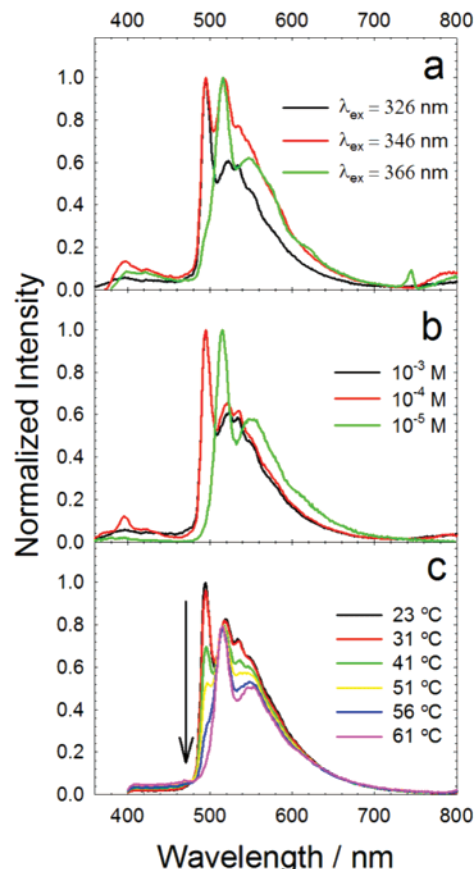 400 500 600 700 800
a
1.0
λex = 326 nm
0.8
λex = 346 nm
0.6
λex = 366 nm
0.4
0.2
0.0
b
1.0
10-3 M
0.8
10-4 M
0.6
10-5 M
0.4
0.2
0.0
Normalized Intensity
c
1.0
23 ºC
0.8
31 ºC
41 ºC
0.6
51 ºC
0.4
56 ºC
61 ºC
0.2
0.0
400 500 600 700 800
Wavelength / nm